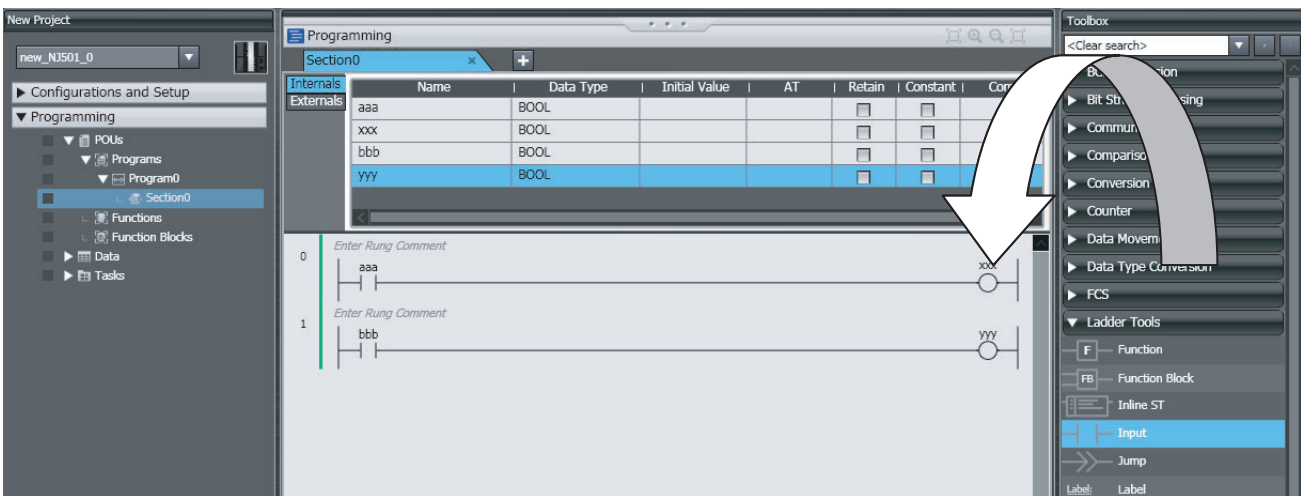 New Project
new_NJ501_0
Configurations and Setup
Programming
POUs
Programs
Program0
Section0
Functions
Function Blocks
Data
Tasks
Programming
Section0 × +
Internals
Externals
Name Data Type Initial Value AT Retain Constant
aaa BOOL
xxx BOOL
bbb BOOL
yyy BOOL
0 Enter Rung Comment
aaa xxx
1 Enter Rung Comment
bbb yyy
Toolbox
<Clear search>
Bit
Counter
Data
Data Type Conversion
Conversion
FCS
Ladder Tools
F Function
FB Function Block
Inline ST
Input
Jump
Label: Label